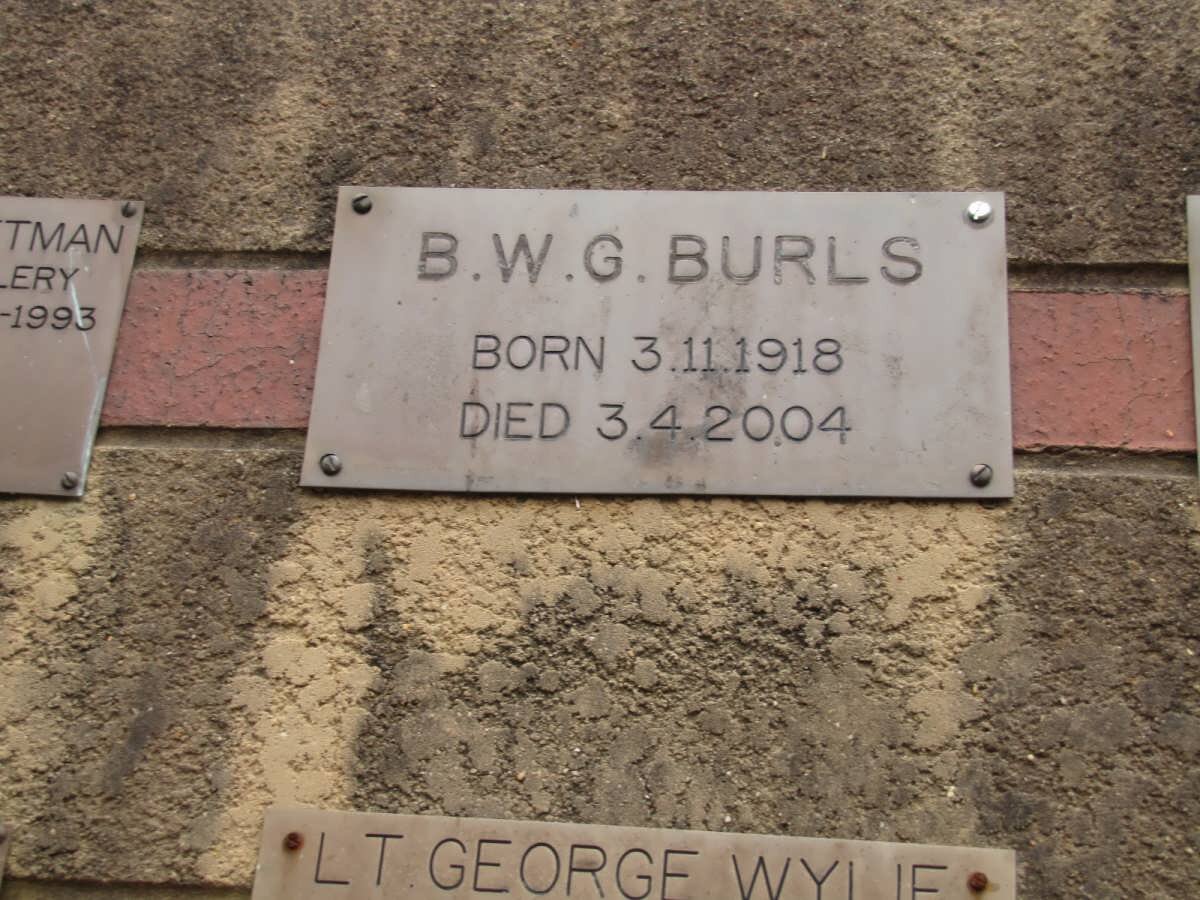 B.W.G. BURLS
BORN 3.11.1918
DIED 3.4.2004
TMAN
LERY
-1993
LT. GEORGE WYLIE